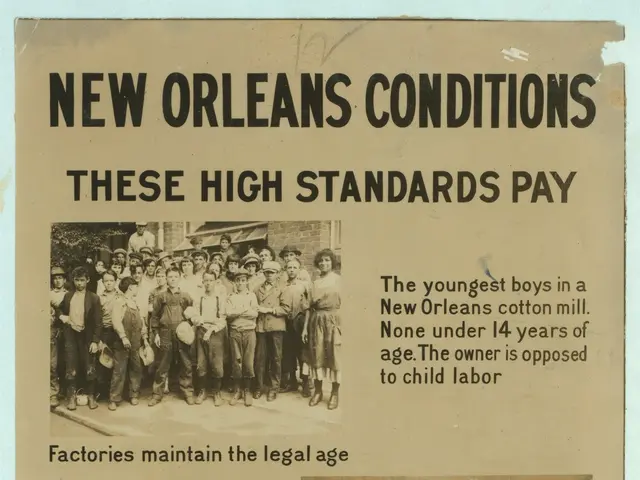 NEW ORLEANS CONDITIONS
THESE HIGH STANDARDS PAY
The youngest boys in a
New Orleans cotton mill.
None under 14 years of
age. The owner is opposed
to child labor
Factories maintain the legal age